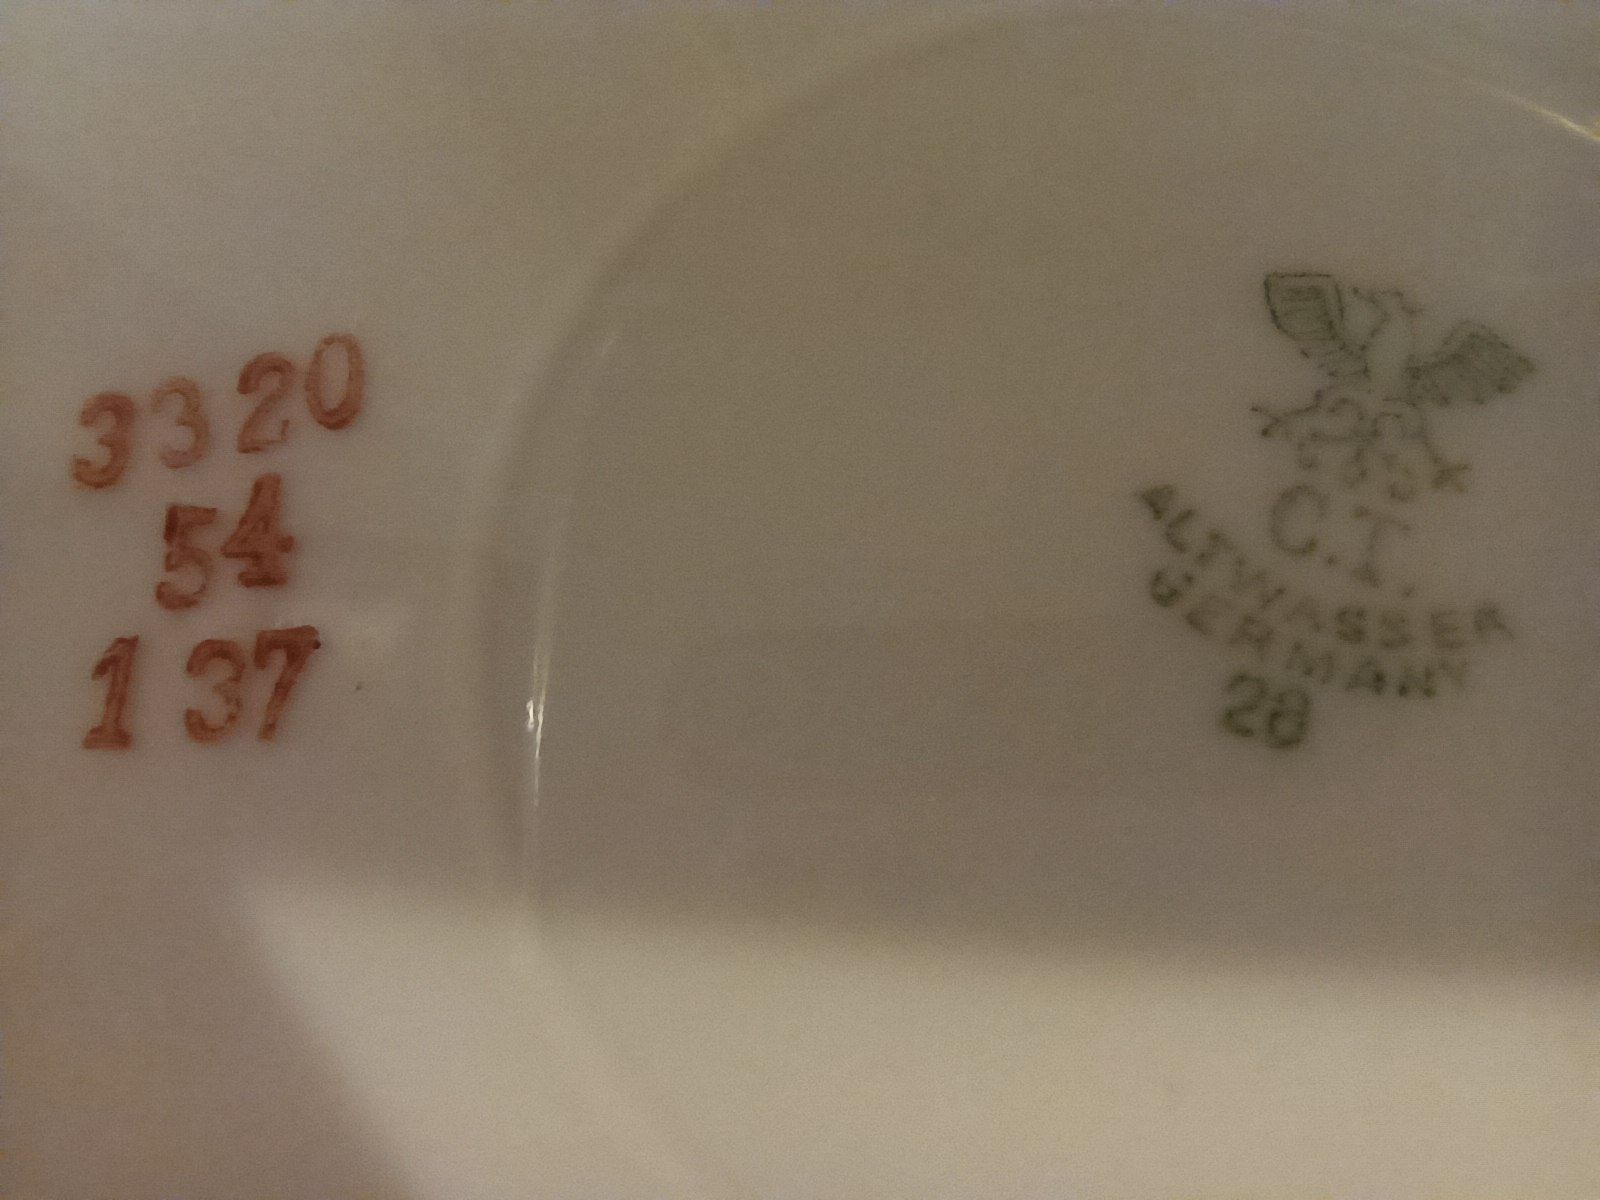 3320
54
137
C.T.
ALTWASSER
GERMANY
28